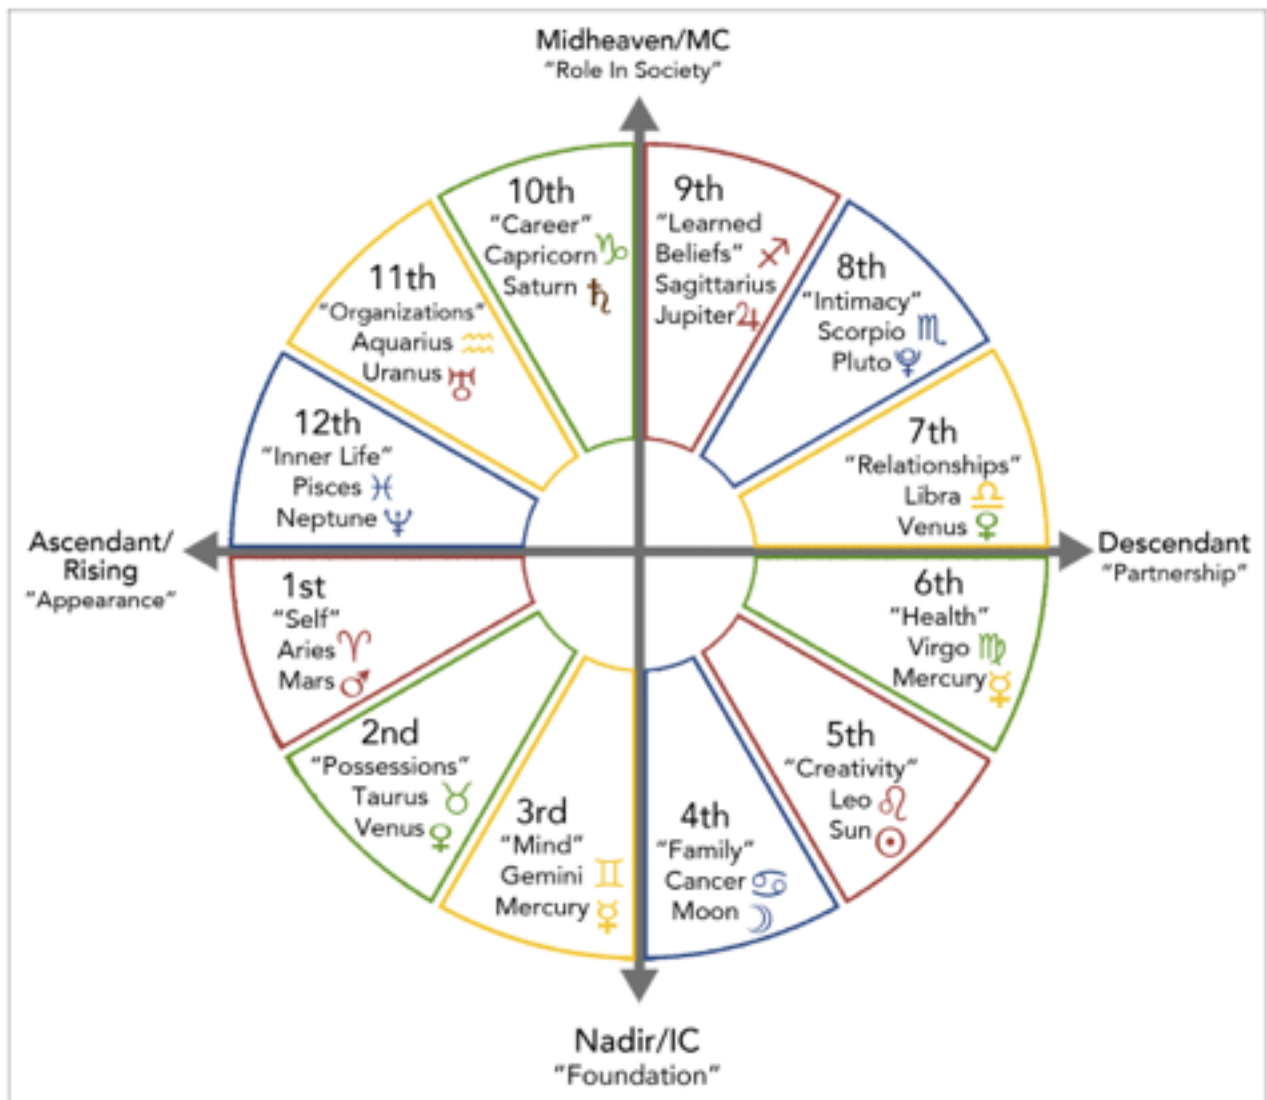 Midheaven/MC
“Role In Society”
10th
“Career”
Capricorn ♑
Saturn ♄
9th
“Learned
Beliefs” ♐
Sagittarius
Jupiter ♃
11th
“Organizations”
Aquarius ♒
Uranus ♅
8th
“Intimacy”
Scorpio ♏
Pluto ♇
12th
“Inner Life”
Pisces ♓
Neptune ♆
7th
“Relationships”
Libra ♎
Venus ♀
Ascendant/
Rising
“Appearance”
Descendant
“Partnership”
1st
“Self”
Aries ♈
Mars ♂
6th
“Health”
Virgo ♍
Mercury ☿
2nd
“Possessions”
Taurus ♉
Venus ♀
5th
“Creativity”
Leo ♌
Sun ☉
3rd
“Mind”
Gemini ♊
Mercury ☿
4th
“Family”
Cancer ♋
Moon ☽
Nadir/IC
“Foundation”